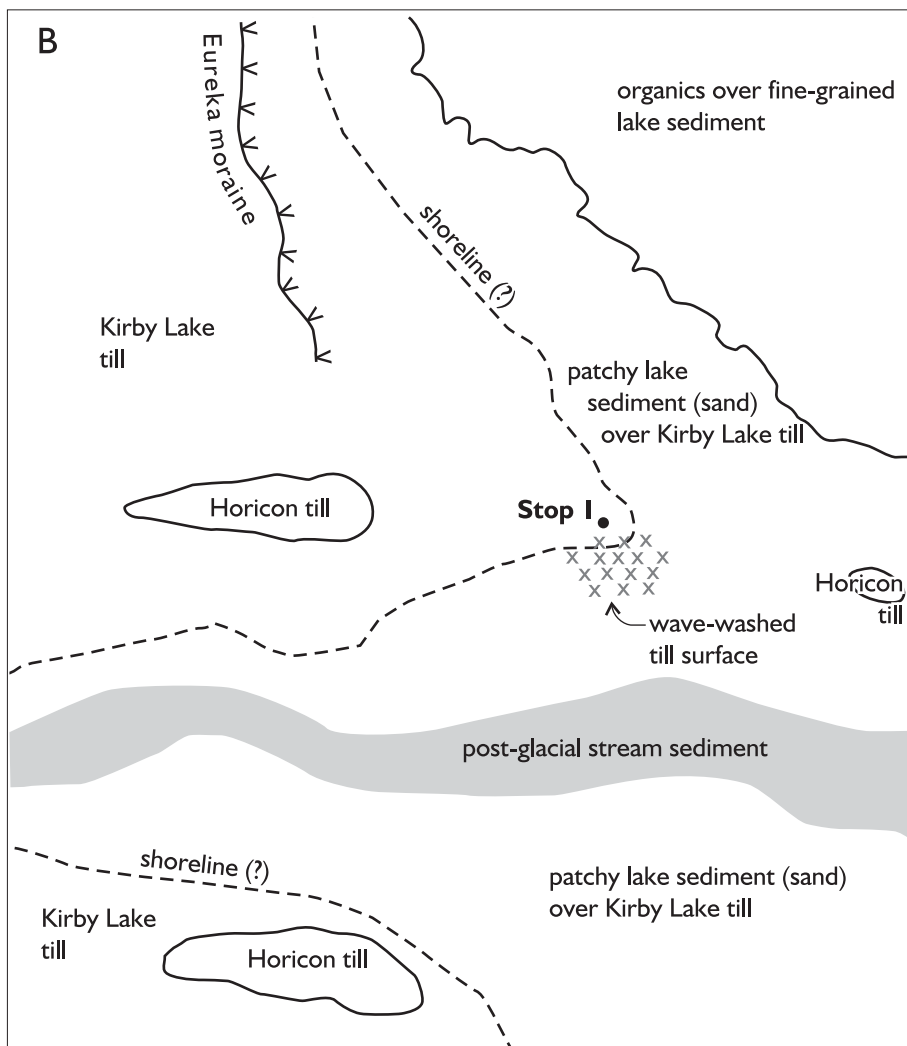 B
Eureka moraine
organics over fine-grained
lake sediment
shoreline (?)
Kirby Lake
till
patchy lake
sediment (sand)
over Kirby Lake till
Horicon till
Stop 1
Horicon
till
wave-washed
till surface
post-glacial stream sediment
shoreline (?)
patchy lake sediment (sand)
over Kirby Lake till
Kirby Lake
till
Horicon till